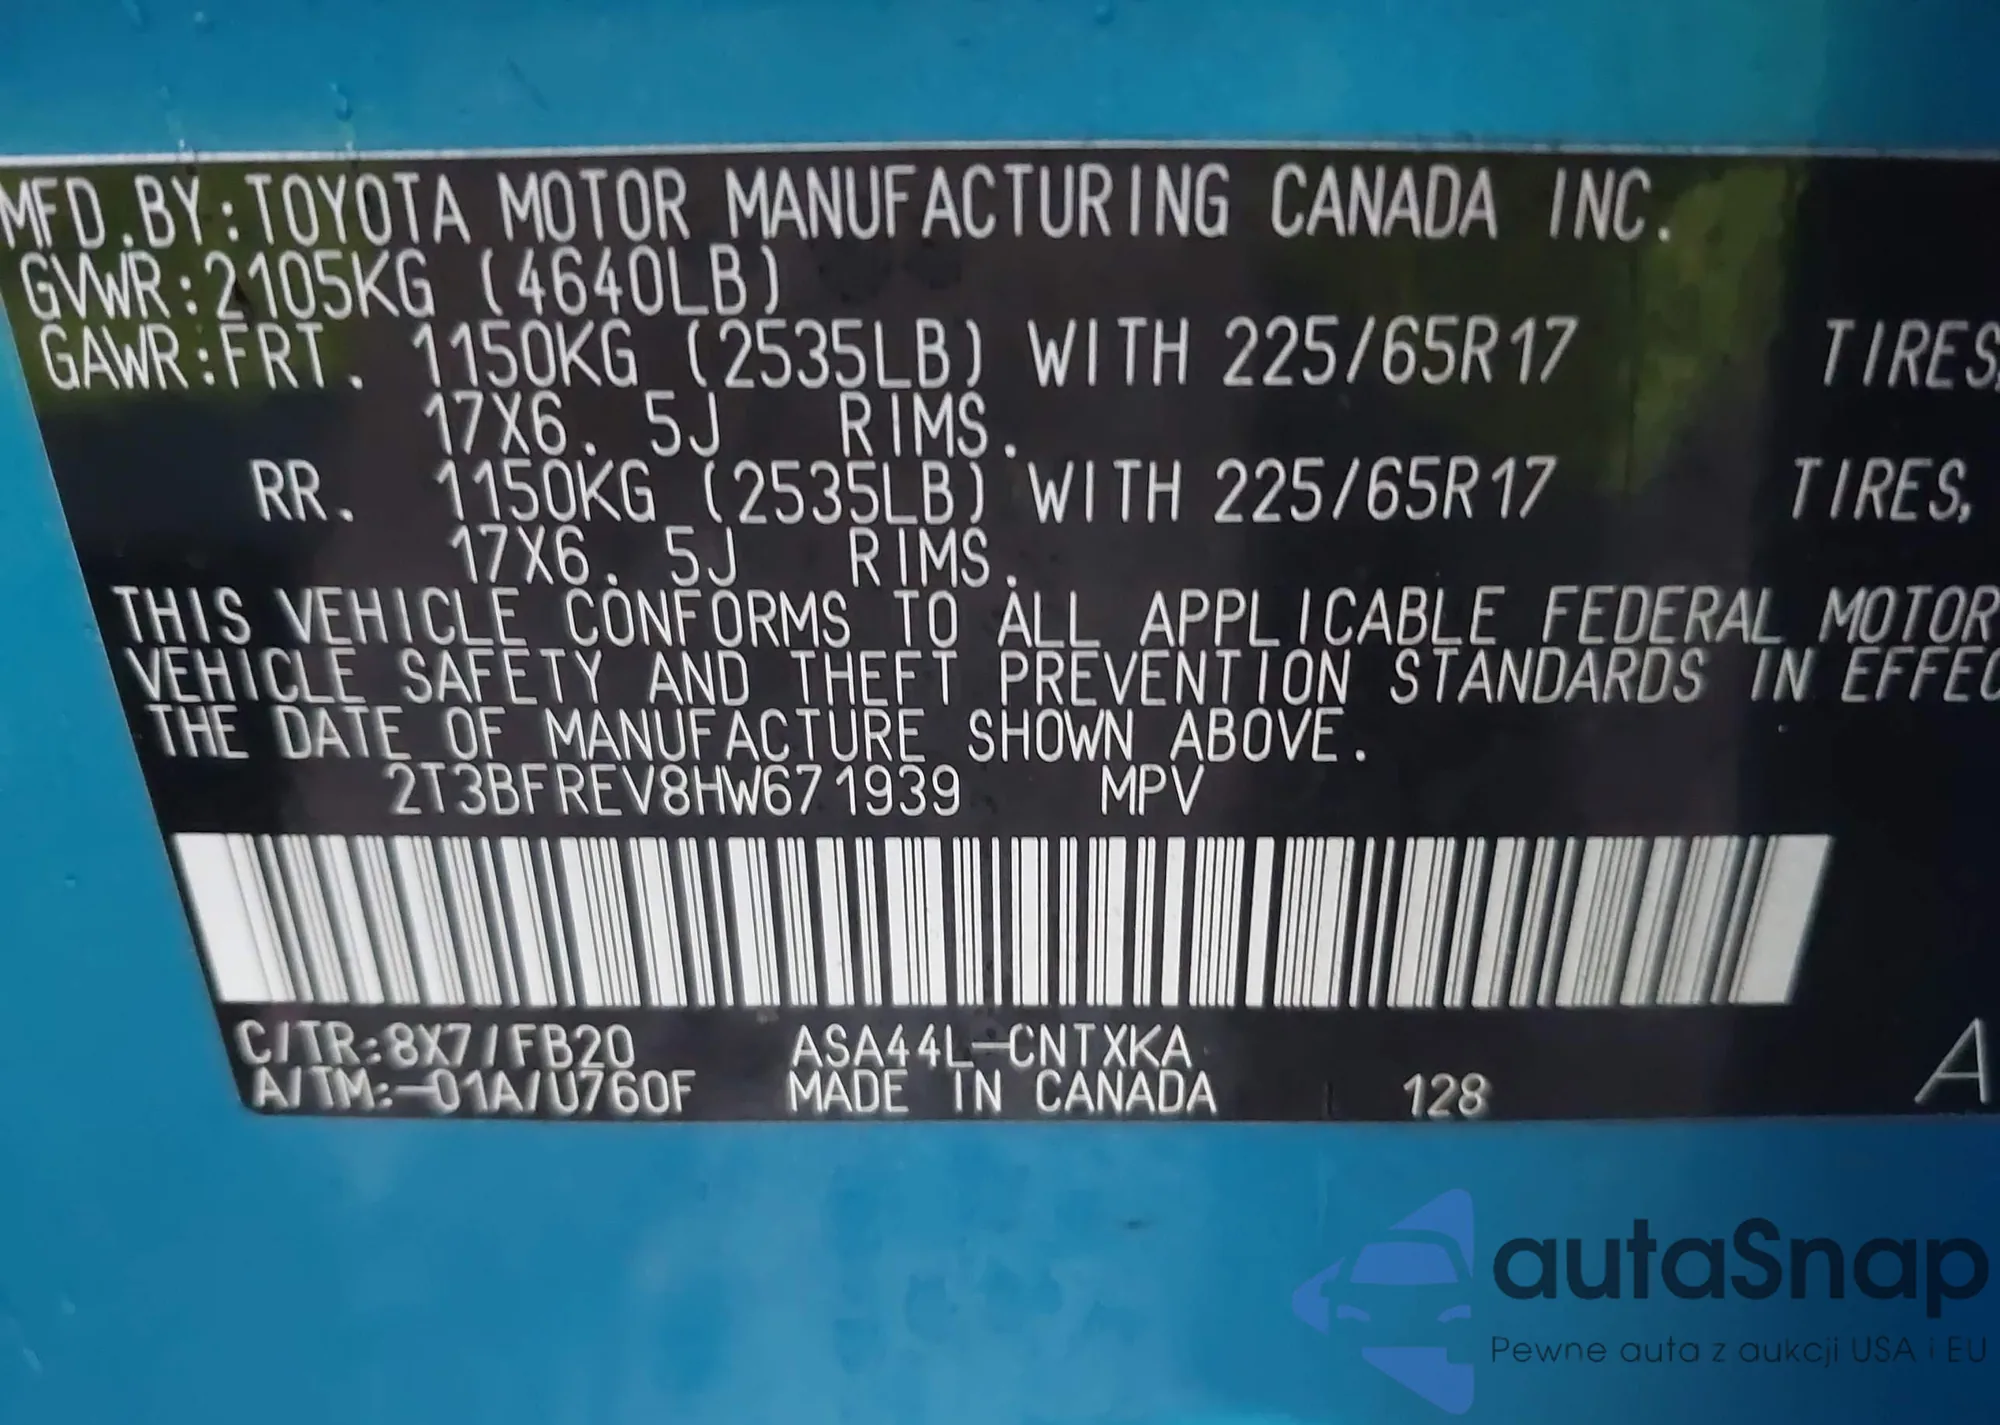 MFD.BY:TOYOTA MOTOR MANUFACTURING CANADA INC.
GVWR:2105KG (4640LB)
GAWR:FRT. 1150KG (2535LB) WITH 225/65R17 TIRES,
17X6.5J RIMS.
RR. 1150KG (2535LB) WITH 225/65R17 TIRES,
17X6.5J RIMS.
THIS VEHICLE CONFORMS TO ALL APPLICABLE FEDERAL MOTOR
VEHICLE SAFETY AND THEFT PREVENTION STANDARDS IN EFFEC
THE DATE OF MANUFACTURE SHOWN ABOVE.
2T3BFREV8HW671939 MPV
C/TR:8X7/FB20 ASA44L-CNTXKA
A/TM:-01A/U760F MADE IN CANADA 128 A
autaSnap
Pewne auta z aukcji USA i EU